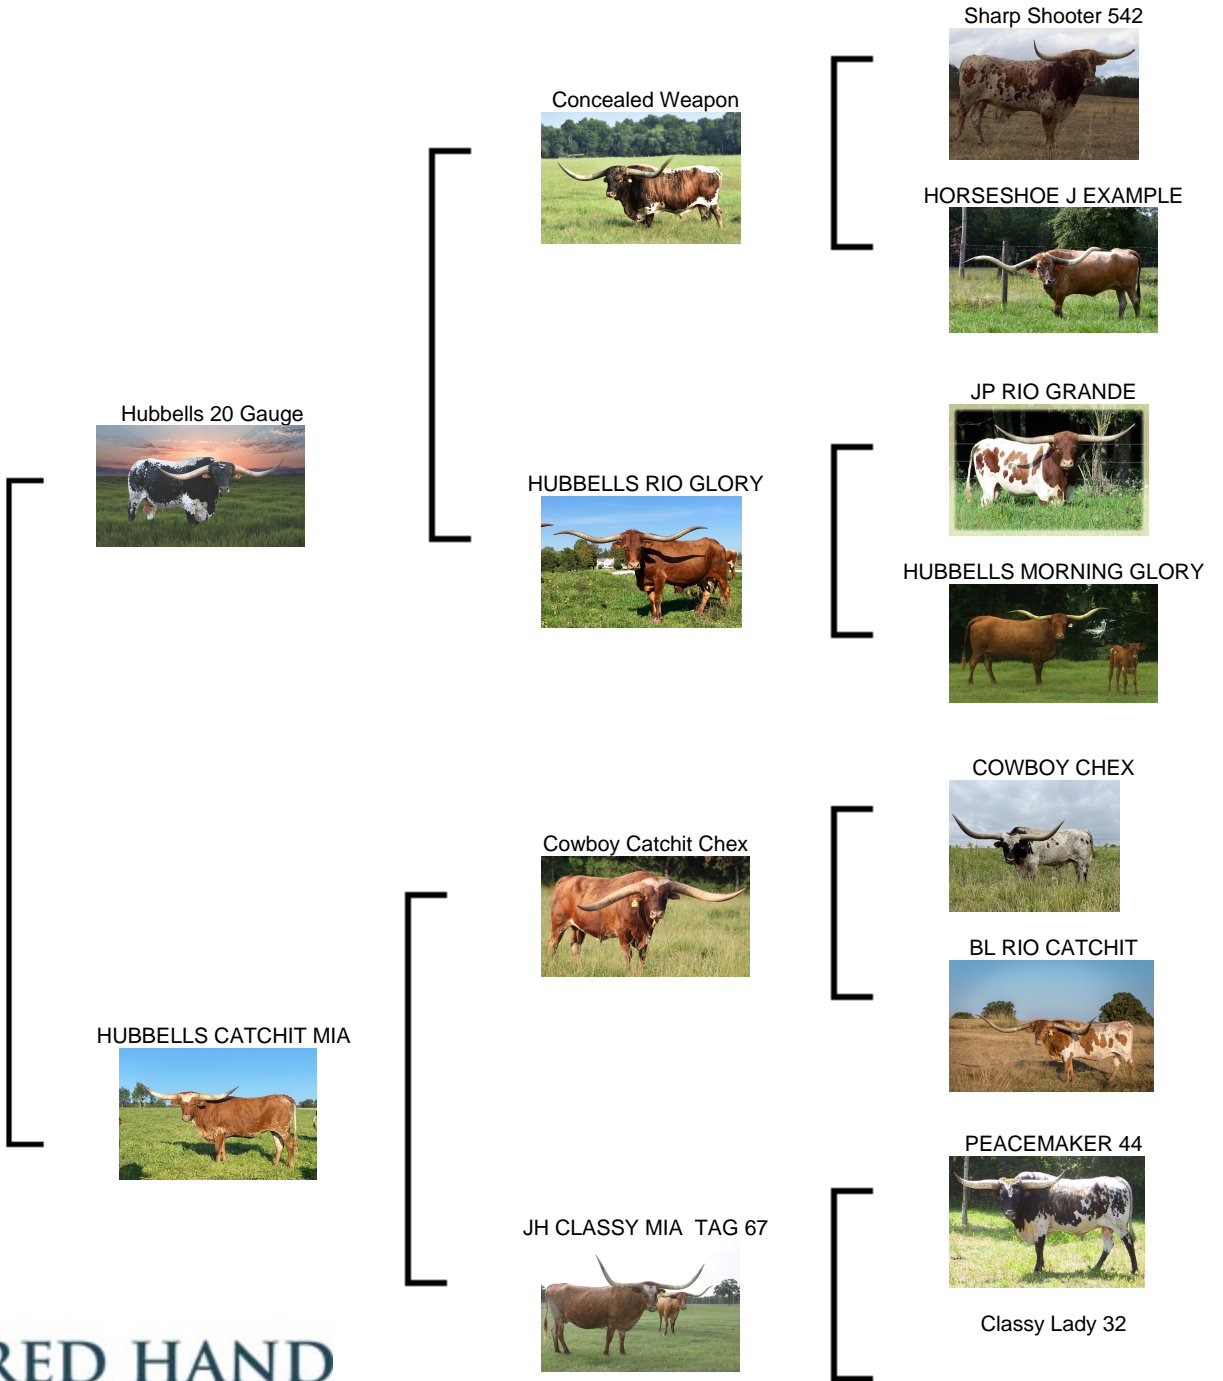 Sharp Shooter 542
Concealed Weapon
HORSESHOE J EXAMPLE
JP RIO GRANDE
Hubbells 20 Gauge
HUBBELLS RIO GLORY
HUBBELLS MORNING GLORY
COWBOY CHEX
Cowboy Catchit Chex
BL RIO CATCHIT
HUBBELLS CATCHIT MIA
PEACEMAKER 44
JH CLASSY MIA TAG 67
Classy Lady 32
RED HAND